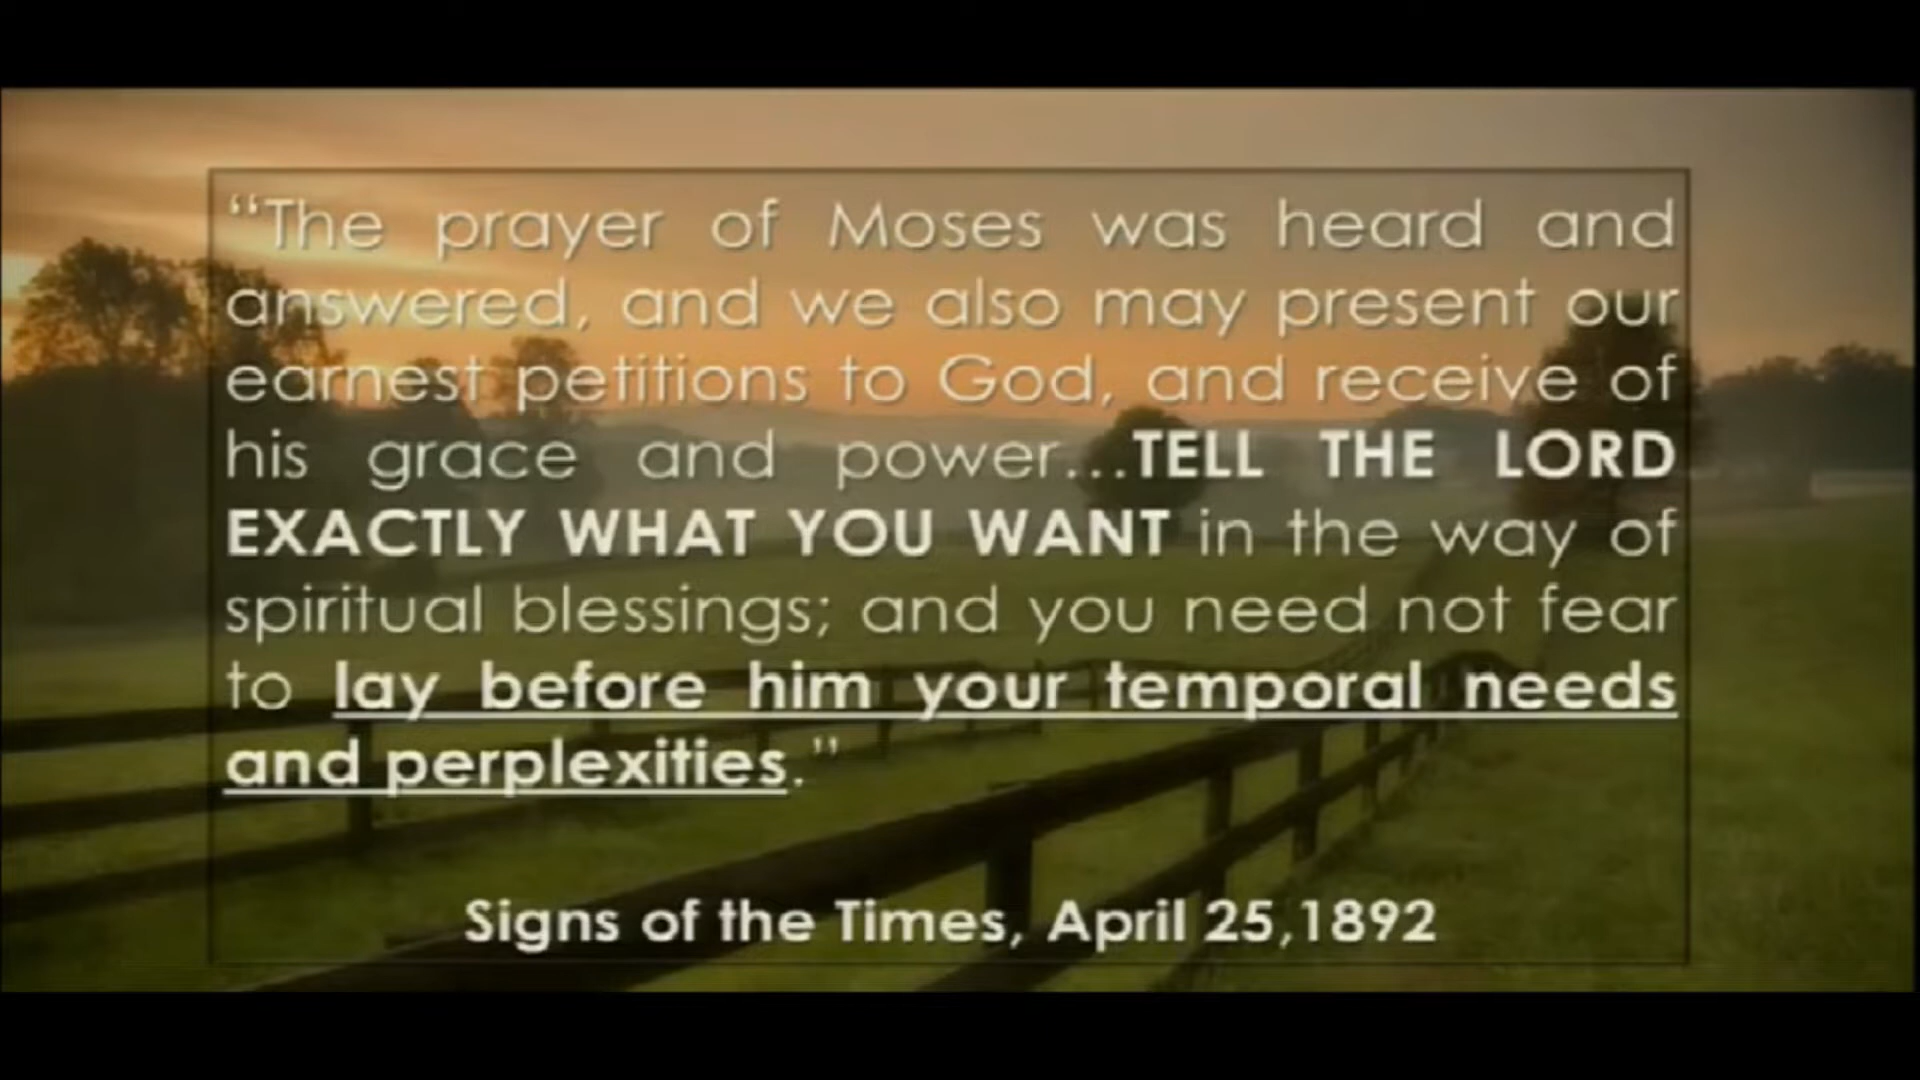 “The prayer of Moses was heard and
answered, and we also may present our
earnest petitions to God, and receive of
his grace and power...TELL THE LORD
EXACTLY WHAT YOU WANT in the way of
spiritual blessings; and you need not fear
to lay before him your temporal needs
and perplexities.”
Signs of the Times, April 25,1892